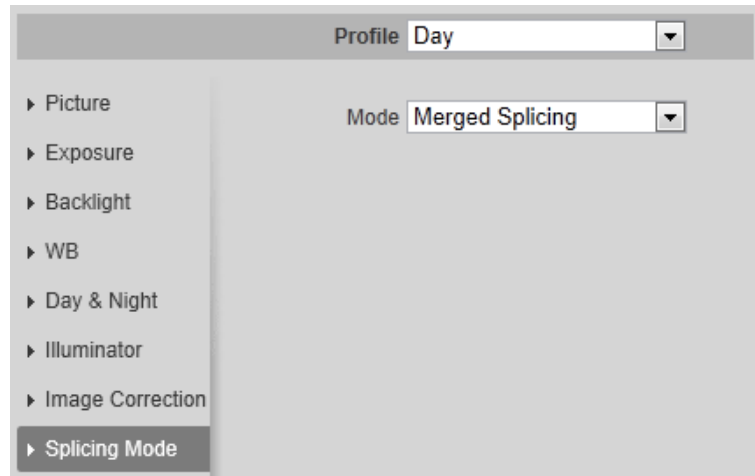 Profile Day
Mode Merged Splicing
Picture
Exposure
Backlight
WB
Day & Night
Illuminator
Image Correction
Splicing Mode